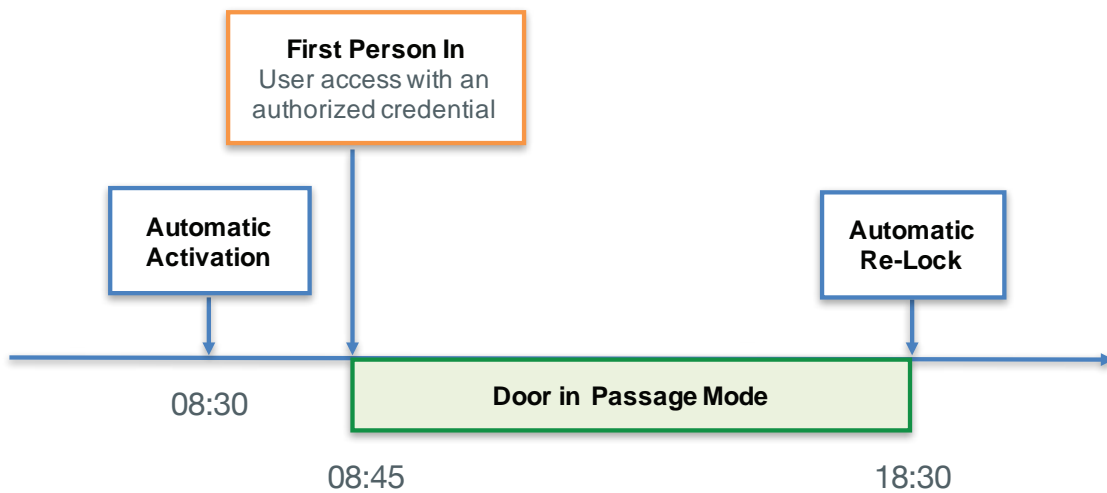 First Person In
User access with an
authorized credential
Automatic
Activation
Automatic
Re-Lock
08:30
Door in Passage Mode
08:45
18:30